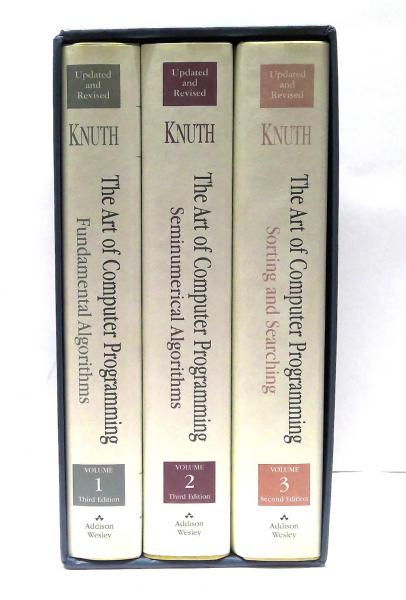 Updated
and
Revised
KNUTH
The Art of Computer Programming
Fundamental Algorithms
VOLUME
1
Third Edition
Addison
Wesley
Updated
and
Revised
KNUTH
The Art of Computer Programming
Seminumerical Algorithms
VOLUME
2
Third Edition
Addison
Wesley
Updated
and
Revised
KNUTH
The Art of Computer Programming
Sorting and Searching
VOLUME
3
Second Edition
Addison
Wesley